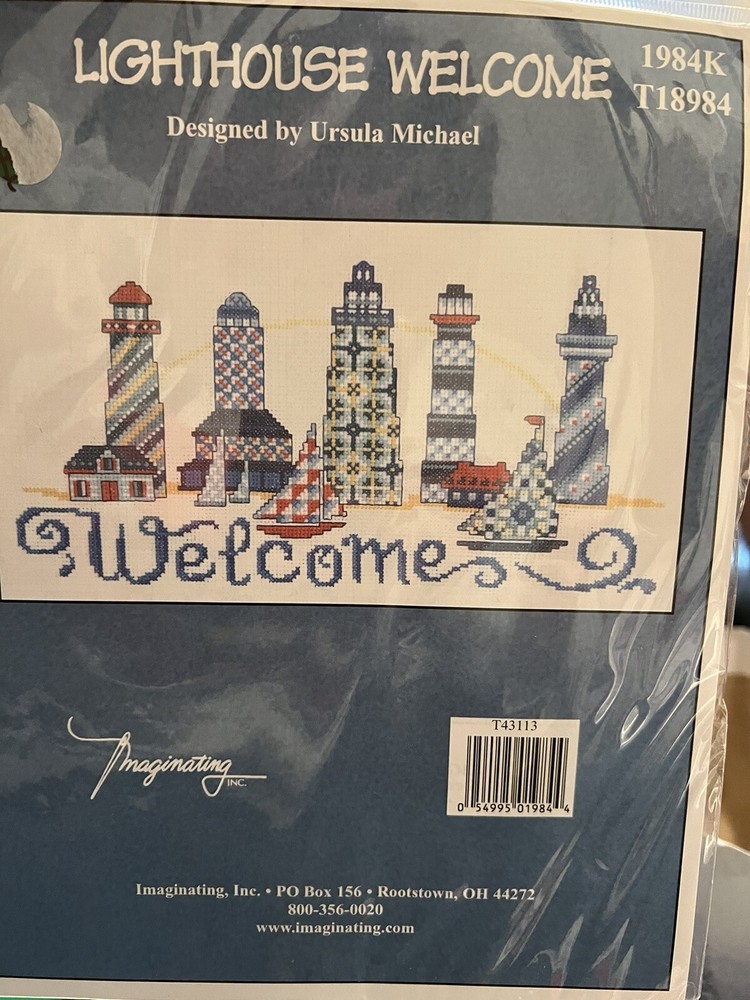 LIGHTHOUSE WELCOME
1984K
T18984
Designed by Ursula Michael
Welcome
Imaginating INC.
T43113
0 54995 01984 4
Imaginating, Inc. • PO Box 156 • Rootstown, OH 44272
800-356-0020
www.imaginating.com